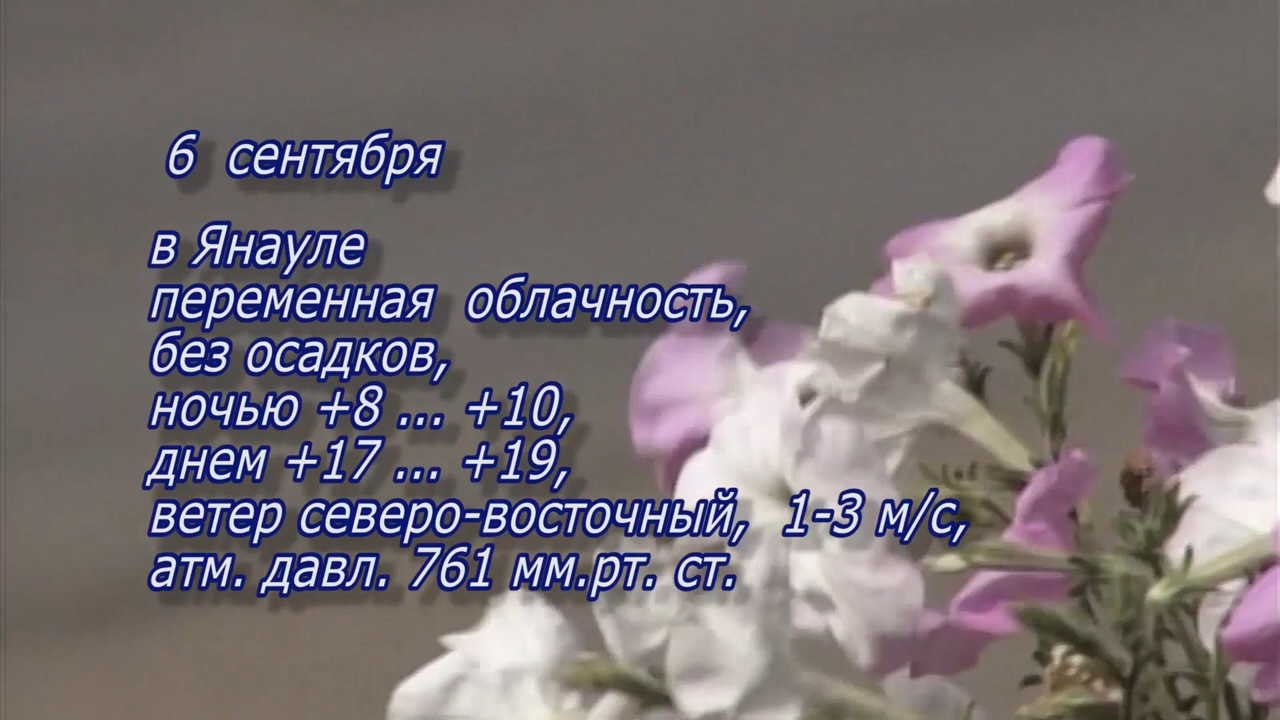 6 сентября
в Янауле
переменная облачность,
без осадков,
ночью +8 ... +10,
днем +17 ... +19,
ветер северо-восточный, 1-3 м/с,
атм. давл. 761 мм.рт. ст.